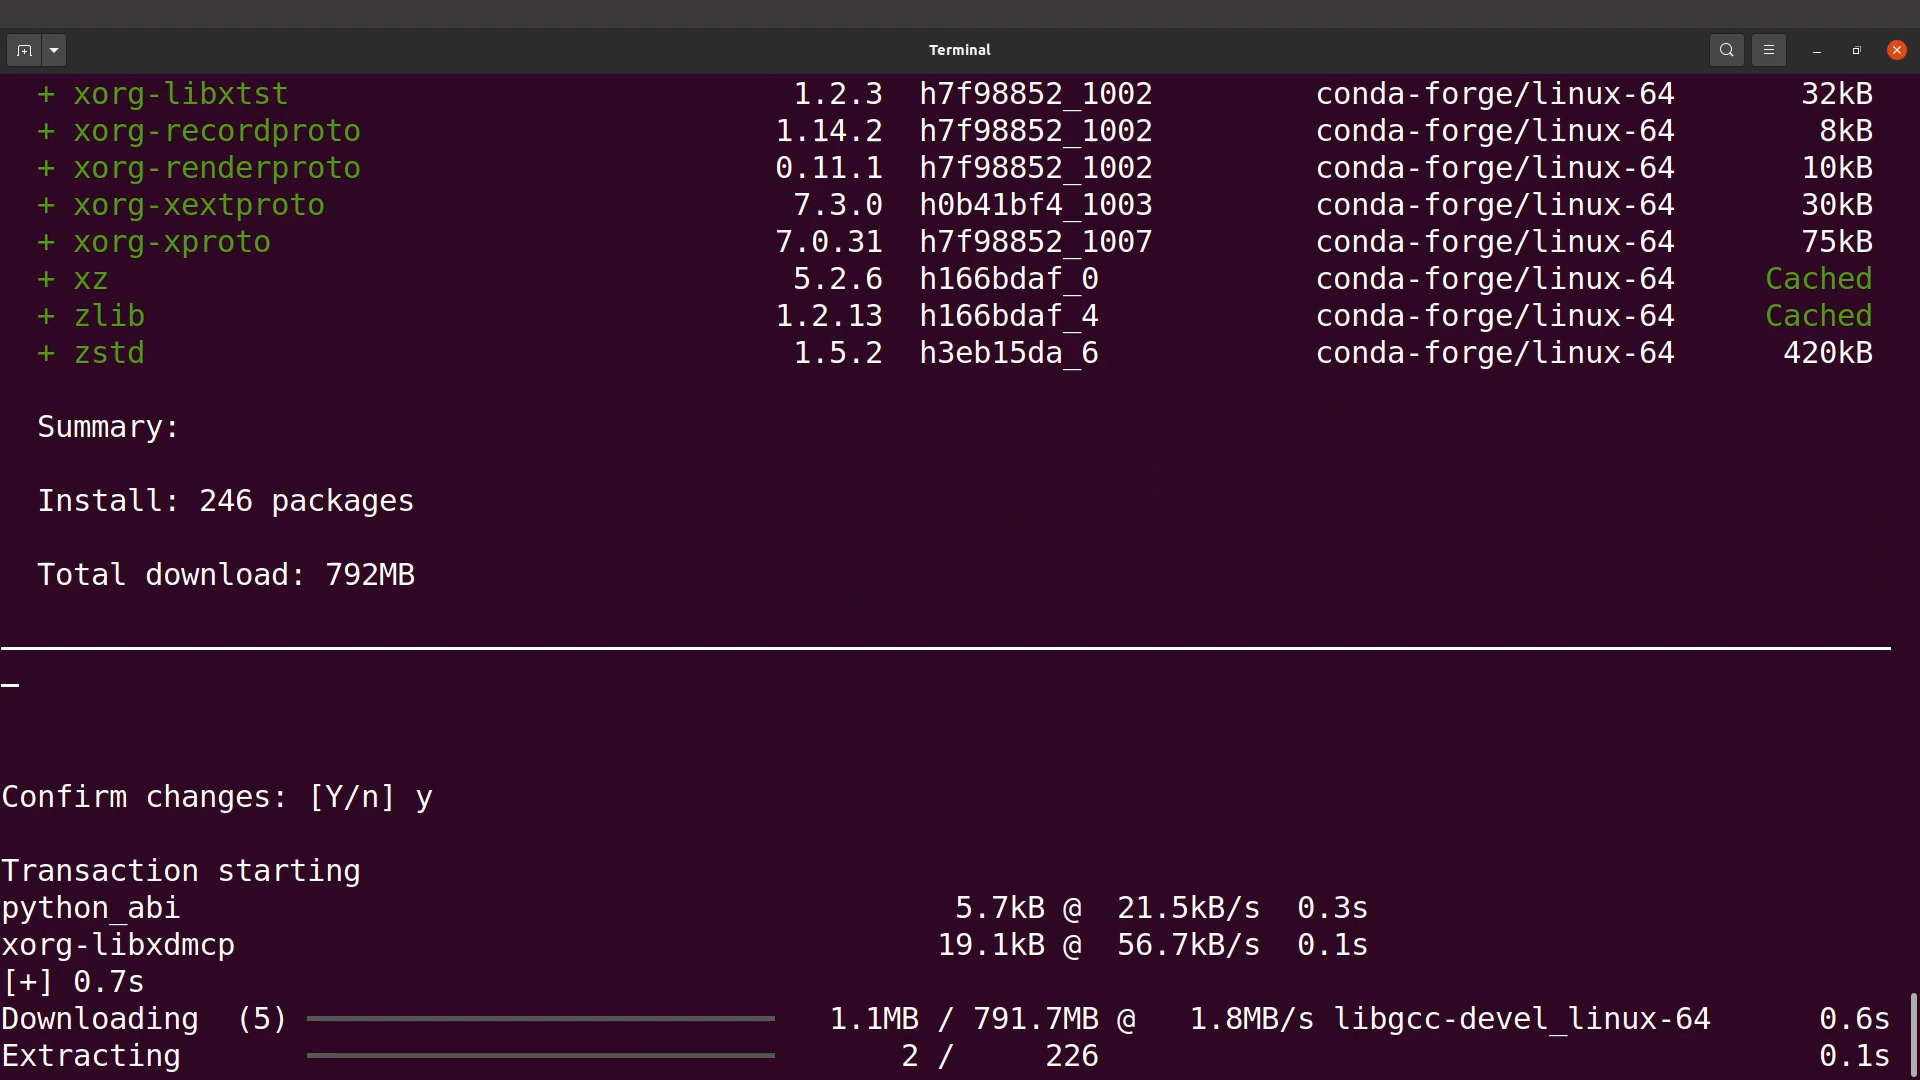 Terminal
+ xorg-libxtst 1.2.3 h7f98852_1002 conda-forge/linux-64 32kB
+ xorg-recordproto 1.14.2 h7f98852_1002 conda-forge/linux-64 8kB
+ xorg-renderproto 0.11.1 h7f98852_1002 conda-forge/linux-64 10kB
+ xorg-xextproto 7.3.0 h0b41bf4_1003 conda-forge/linux-64 30kB
+ xorg-xproto 7.0.31 h7f98852_1007 conda-forge/linux-64 75kB
+ xz 5.2.6 h166bdaf_0 conda-forge/linux-64 Cached
+ zlib 1.2.13 h166bdaf_4 conda-forge/linux-64 Cached
+ zstd 1.5.2 h3eb15da_6 conda-forge/linux-64 420kB
Summary:
Install: 246 packages
Total download: 792MB
Confirm changes: [Y/n] y
Transaction starting
python_abi 5.7kB @ 21.5kB/s 0.3s
xorg-libxdmcp 19.1kB @ 56.7kB/s 0.1s
[+] 0.7s
Downloading (5) 1.1MB / 791.7MB @ 1.8MB/s libgcc-devel_linux-64 0.6s
Extracting 2 / 226 0.1s